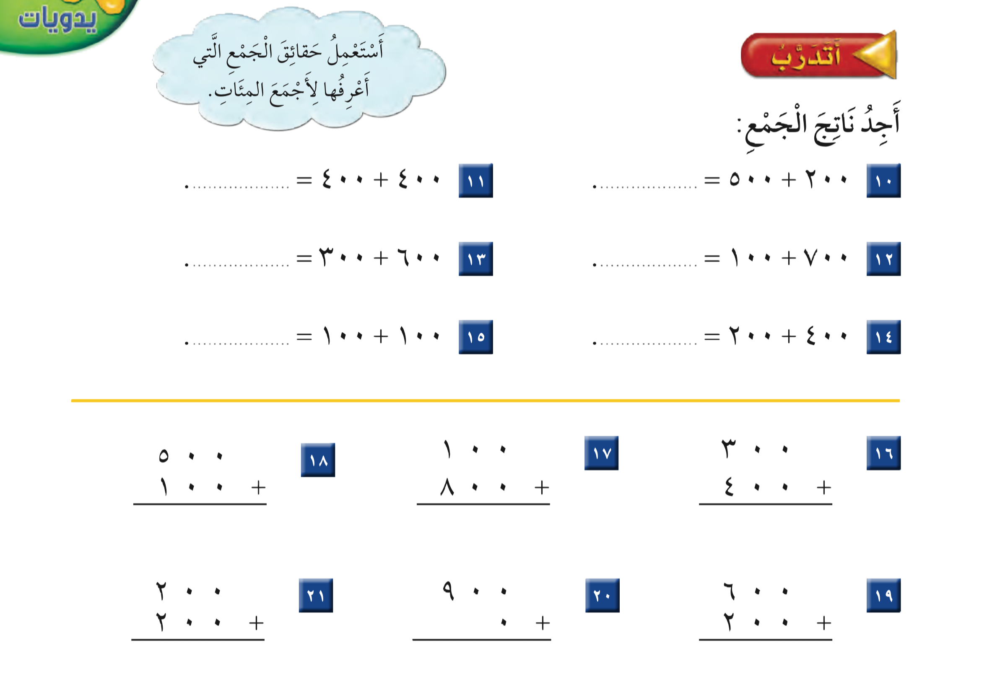 يدويات
أَسْتَعْمِلُ حَقائِقَ الْجَمْعِ الَّتي
أَعْرِفُها لِأَجْمَعَ المِئَاتِ.
أَتَدَرَّبُ
أَجِدُ نَاتِجَ الْجَمْعِ:
١٠ ٢٠٠ + ٥٠٠ = ..................
١١ ٤٠٠ + ٤٠٠ = ..................
١٢ ٧٠٠ + ١٠٠ = ..................
١٣ ٦٠٠ + ٣٠٠ = ..................
١٤ ٤٠٠ + ٢٠٠ = ..................
١٥ ١٠٠ + ١٠٠ = ..................
١٦ ٣٠٠
+ ٤٠٠
١٧ ١٠٠
+ ٨٠٠
١٨ ٥٠٠
+ ١٠٠
١٩ ٦٠٠
+ ٢٠٠
٢٠ ٩٠٠
+ ٠
٢١ ٢٠٠
+ ٢٠٠